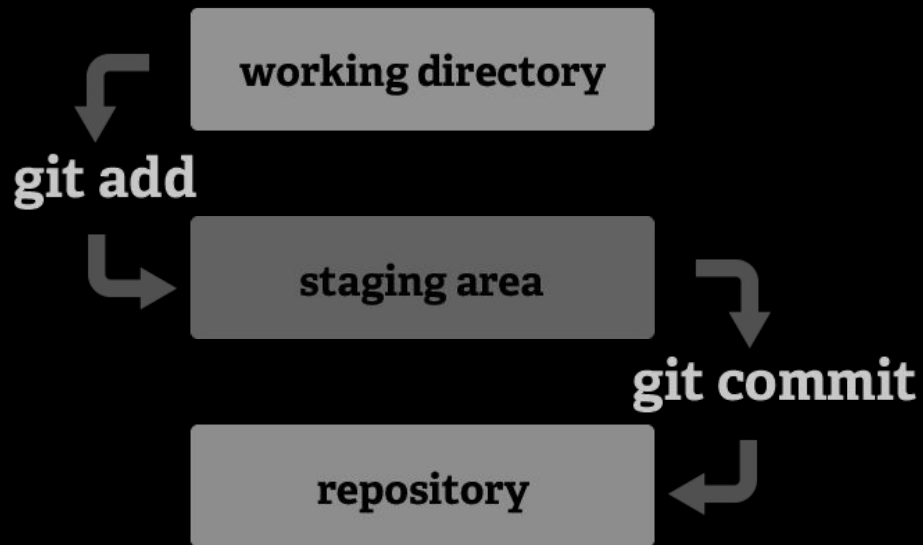 working directory
git add
staging area
git commit
repository